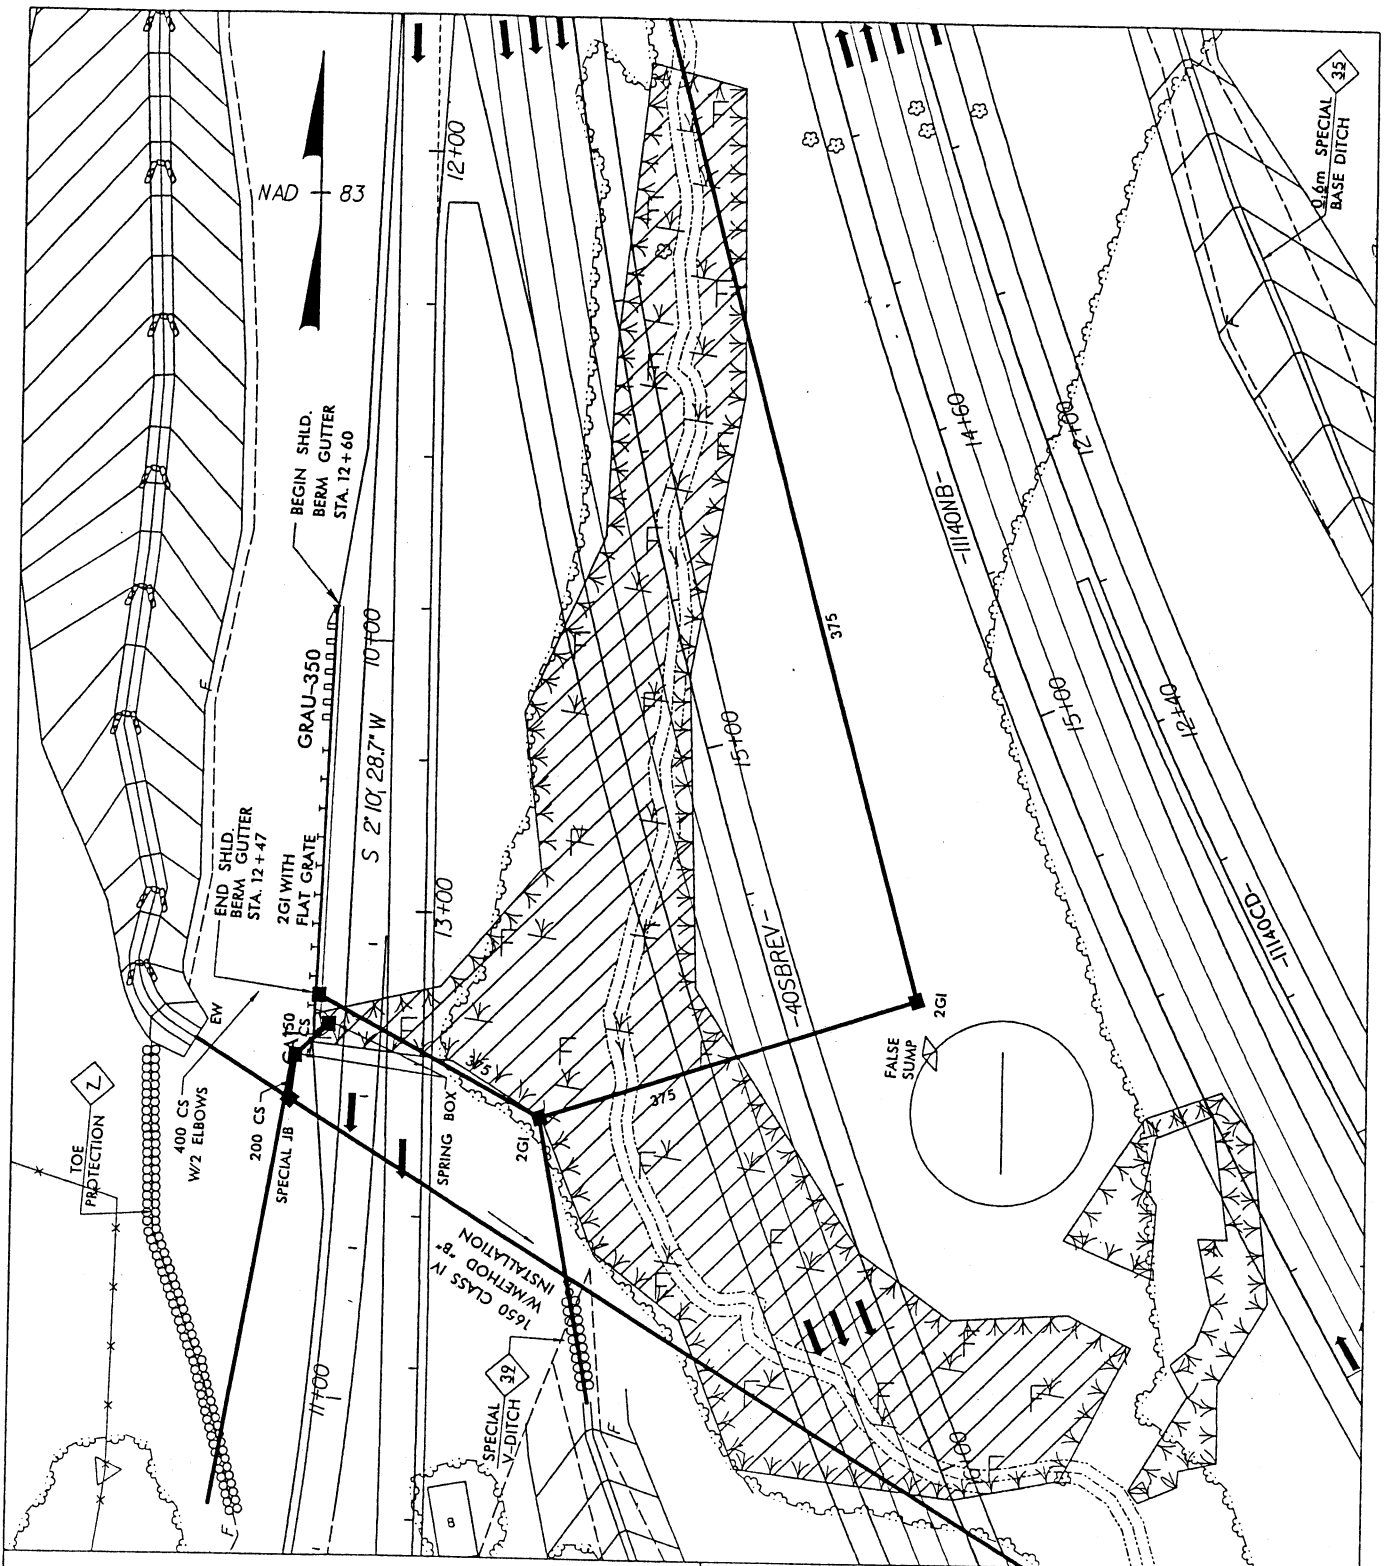 NAD 83
12+00
0.6m SPECIAL
BASE DITCH
35
BEGIN SHLD.
BERM GUTTER
STA. 12+60
14+60
12+00
-11140NB-
375
GRAU-350
10+00
S 2° 10' 28.7" W
15+00
15+00
12+40
END SHLD.
BERM GUTTER
STA. 12+47
2GI WITH
FLAT GRATE
13+00
-40SBREV-
-11140CD-
F
EW
CS
2GI
FALSE
SUMP
TOE
PROTECTION
400 CS
W/2 ELBOWS
200 CS
SPECIAL JB
SPRING BOX
375
375
2GI
1650 CLASS IV
W/METHOD "B"
INSTALLATION
11+00
SPECIAL
V-DITCH
39
B
F
F